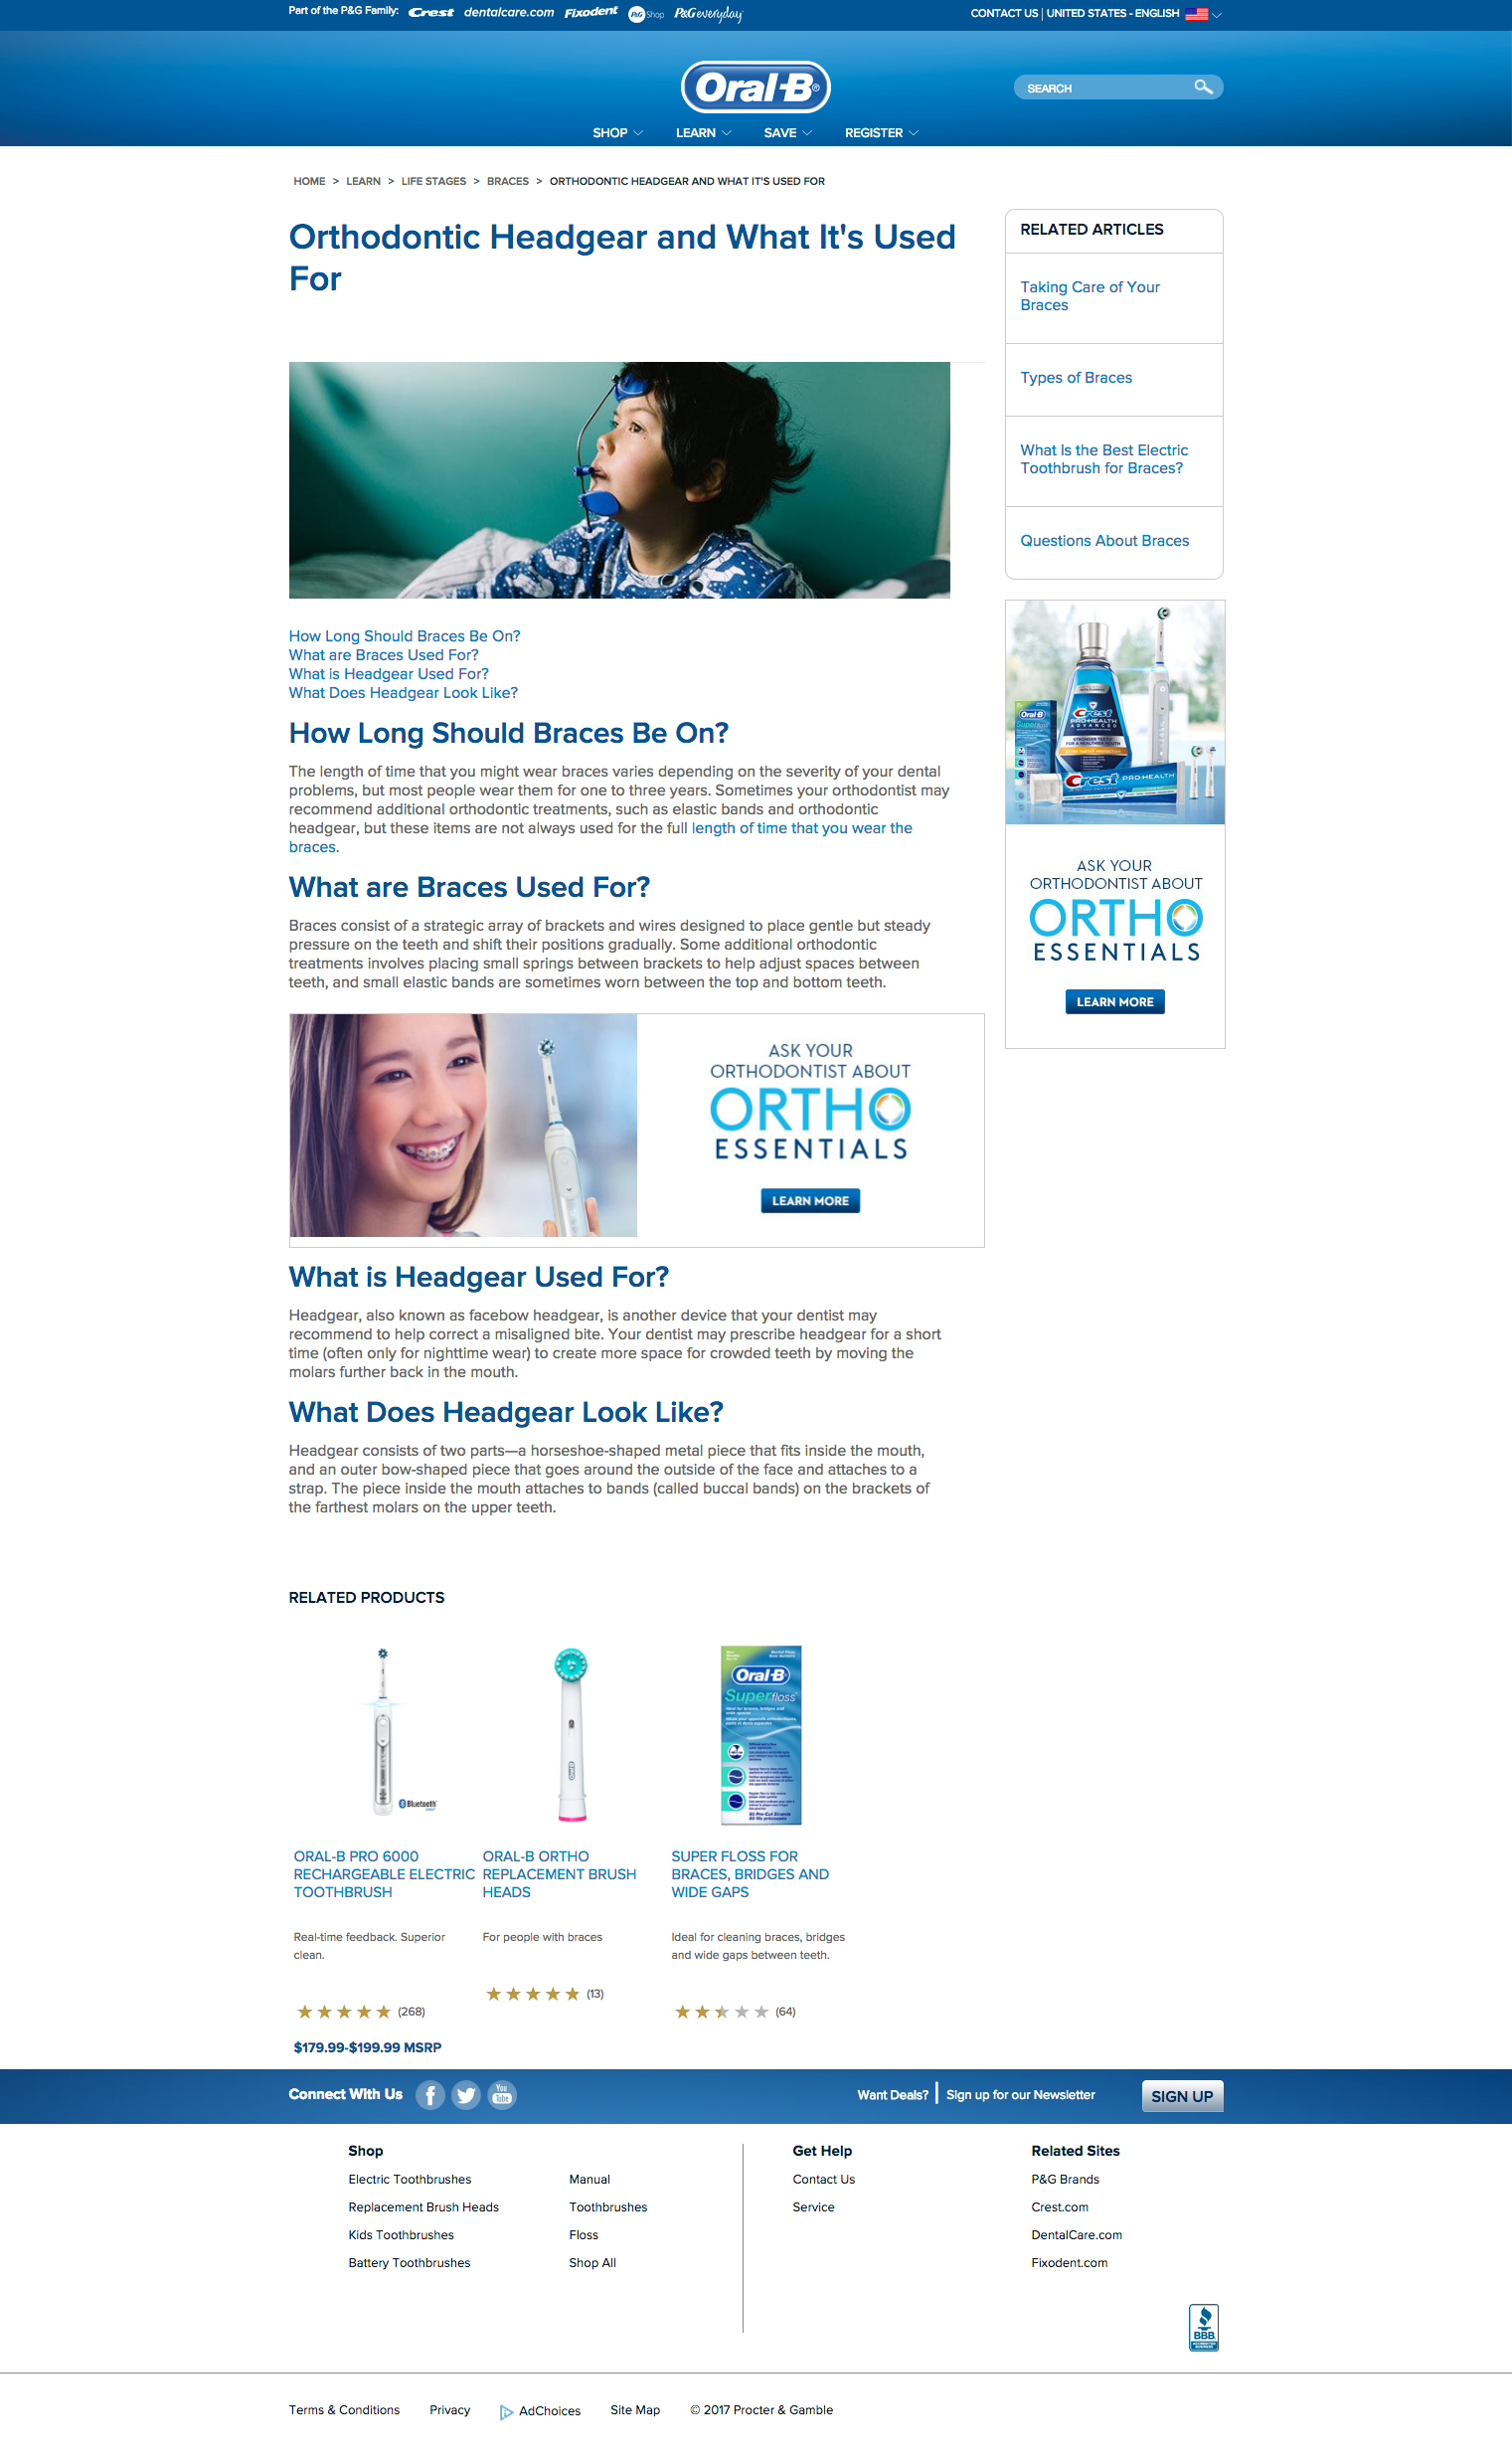 Part of the P&G Family: Crest dentalcare.com Fixodent P&G Shop P&Geveryday
CONTACT US | UNITED STATES - ENGLISH
Oral-B®
SEARCH
SHOP LEARN SAVE REGISTER
HOME > LEARN > LIFE STAGES > BRACES > ORTHODONTIC HEADGEAR AND WHAT IT'S USED FOR
Orthodontic Headgear and What It's Used
For
How Long Should Braces Be On?
What are Braces Used For?
What is Headgear Used For?
What Does Headgear Look Like?
How Long Should Braces Be On?
The length of time that you might wear braces varies depending on the severity of your dental
problems, but most people wear them for one to three years. Sometimes your orthodontist may
recommend additional orthodontic treatments, such as elastic bands and orthodontic
headgear, but these items are not always used for the full length of time that you wear the
braces.
What are Braces Used For?
Braces consist of a strategic array of brackets and wires designed to place gentle but steady
pressure on the teeth and shift their positions gradually. Some additional orthodontic
treatments involves placing small springs between brackets to help adjust spaces between
teeth, and small elastic bands are sometimes worn between the top and bottom teeth.
ASK YOUR
ORTHODONTIST ABOUT
ORTHO
ESSENTIALS
LEARN MORE
What is Headgear Used For?
Headgear, also known as facebow headgear, is another device that your dentist may
recommend to help correct a misaligned bite. Your dentist may prescribe headgear for a short
time (often only for nighttime wear) to create more space for crowded teeth by moving the
molars further back in the mouth.
What Does Headgear Look Like?
Headgear consists of two parts—a horseshoe-shaped metal piece that fits inside the mouth,
and an outer bow-shaped piece that goes around the outside of the face and attaches to a
strap. The piece inside the mouth attaches to bands (called buccal bands) on the brackets of
the farthest molars on the upper teeth.
RELATED ARTICLES
Taking Care of Your
Braces
Types of Braces
What Is the Best Electric
Toothbrush for Braces?
Questions About Braces
Oral-B
Superfloss
Crest
PRO-HEALTH
ADVANCED
Crest PRO-HEALTH
ASK YOUR
ORTHODONTIST ABOUT
ORTHO
ESSENTIALS
LEARN MORE
RELATED PRODUCTS
Bluetooth
Oral-B
Oral-B
Superfloss
ORAL-B PRO 6000
RECHARGEABLE ELECTRIC
TOOTHBRUSH
Real-time feedback. Superior
clean.
(268)
$179.99-$199.99 MSRP
ORAL-B ORTHO
REPLACEMENT BRUSH
HEADS
For people with braces
(13)
SUPER FLOSS FOR
BRACES, BRIDGES AND
WIDE GAPS
Ideal for cleaning braces, bridges
and wide gaps between teeth.
(64)
Connect With Us
You Tube
Want Deals? | Sign up for our Newsletter
SIGN UP
Shop
Electric Toothbrushes
Replacement Brush Heads
Kids Toothbrushes
Battery Toothbrushes
Manual
Toothbrushes
Floss
Shop All
Get Help
Contact Us
Service
Related Sites
P&G Brands
Crest.com
DentalCare.com
Fixodent.com
BBB
Terms & Conditions Privacy AdChoices Site Map © 2017 Procter & Gamble